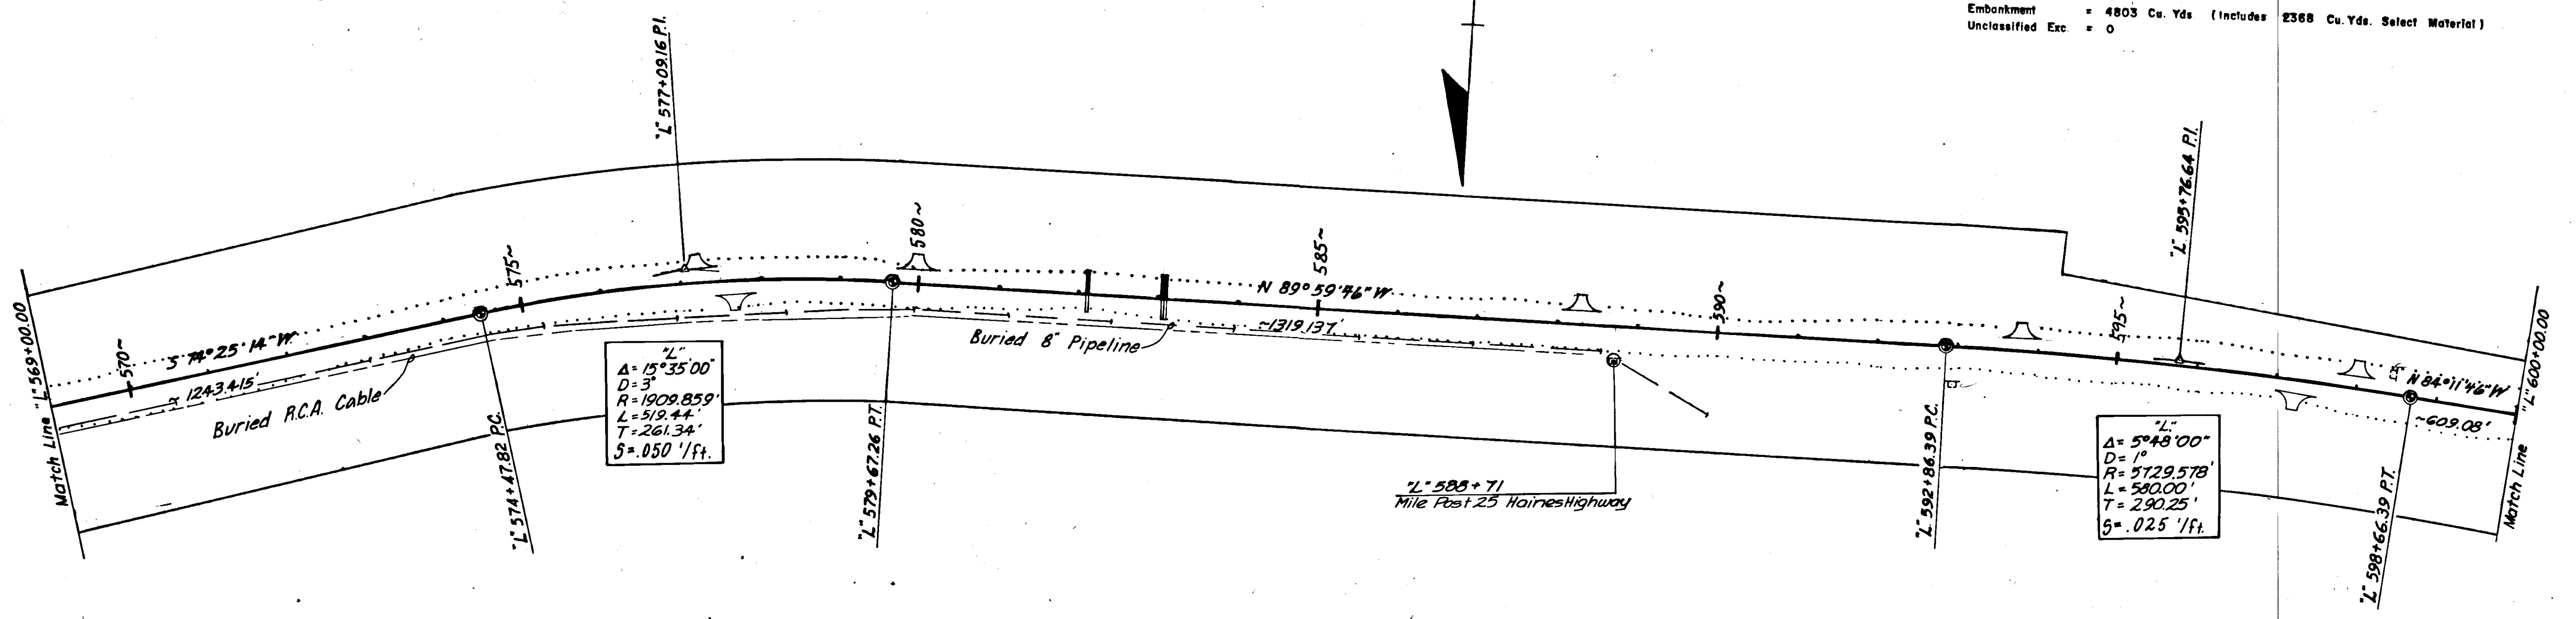 Embankment = 4803 Cu. Yds (Includes 2368 Cu. Yds. Select Material)
Unclassified Exc. = 0
"L" 577+09.16 P.I.
"L" 595+76.64 P.I.
Match Line "L" 569+00.00
570~
S 74° 25' 14" W
~ 1243.415'
Buried R.C.A. Cable
575~
"L" 574+47.82 P.C.
580~
"L" 579+67.26 P.T.
"L"
Δ = 15° 35' 00"
D = 3°
R = 1909.859'
L = 519.44'
T = 261.34'
S = .050 '/ft.
Buried 8" Pipeline
585~
N 89° 59' 46" W
~1319.137'
"L" 588+71
Mile Post 25 Haines Highway
590~
"L" 592+86.39 P.C.
595~
"L"
Δ = 5° 48' 00"
D = 1°
R = 5729.578'
L = 580.00'
T = 290.25'
S = .025 '/ft.
N 84° 11' 46" W
~609.08'
"L" 598+66.39 P.T.
Match Line "L" 600+00.00